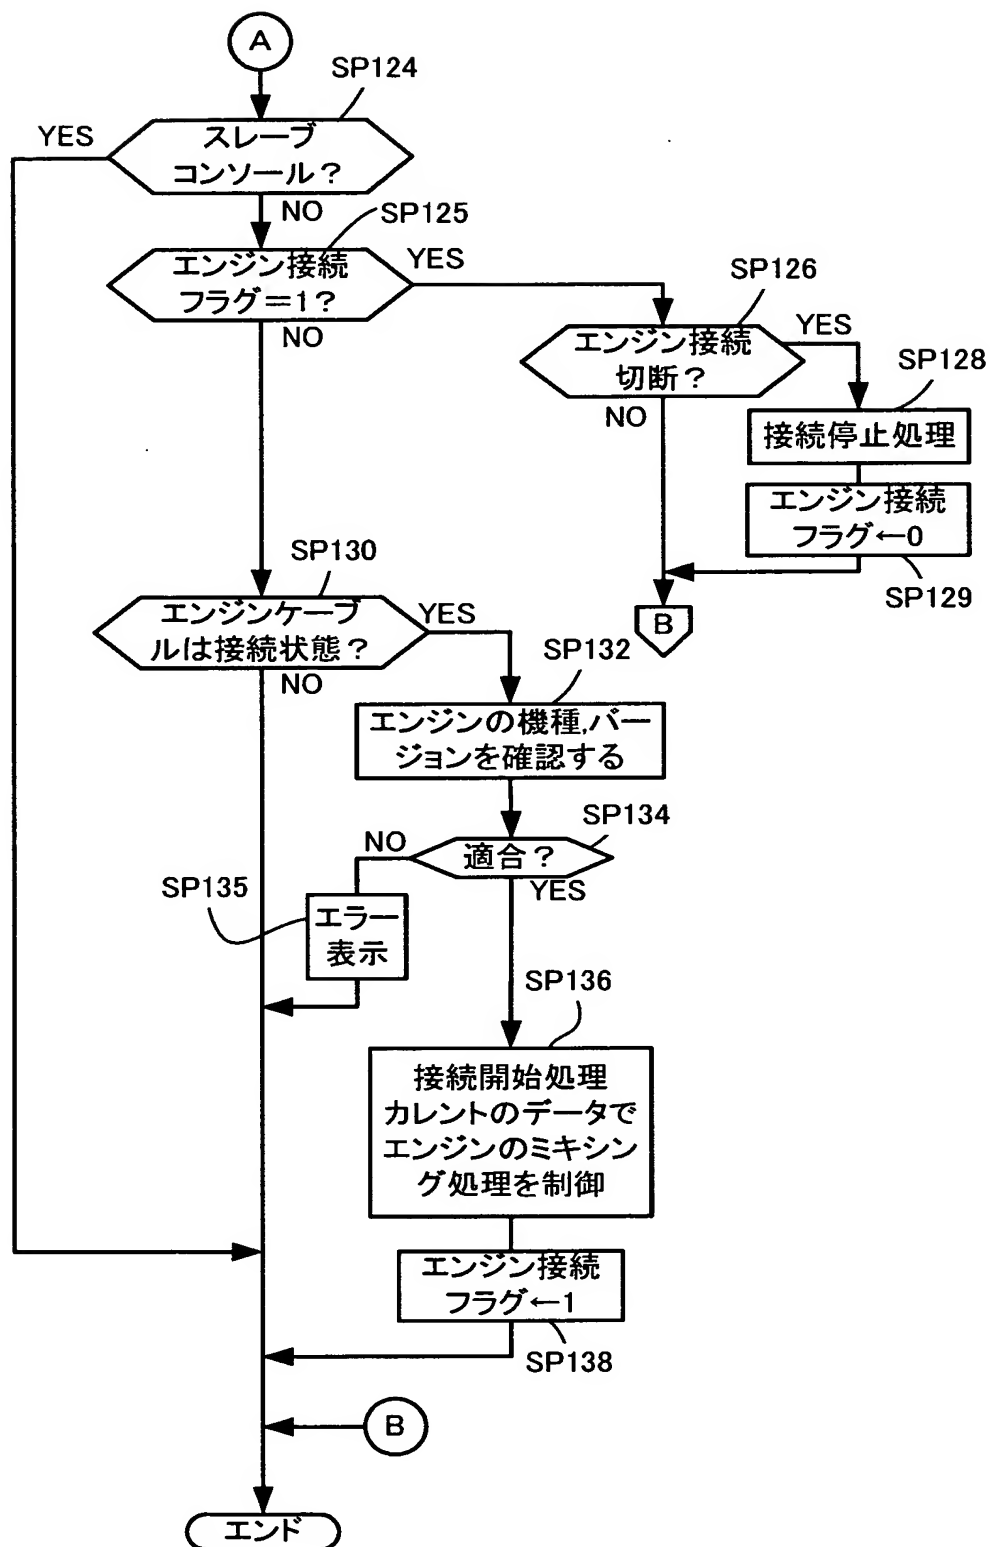 A
SP124
YES
スレーブ
コンソール？
NO
SP125
エンジン接続
フラグ＝1？
YES
NO
SP126
エンジン接続
切断？
YES
NO
SP128
接続停止処理
エンジン接続
フラグ←0
SP129
B
SP130
エンジンケーブ
ルは接続状態？
YES
NO
SP132
エンジンの機種,バー
ジョンを確認する
SP134
適合？
NO
YES
SP135
エラー
表示
SP136
接続開始処理
カレントのデータで
エンジンのミキシン
グ処理を制御
エンジン接続
フラグ←1
SP138
B
エンド